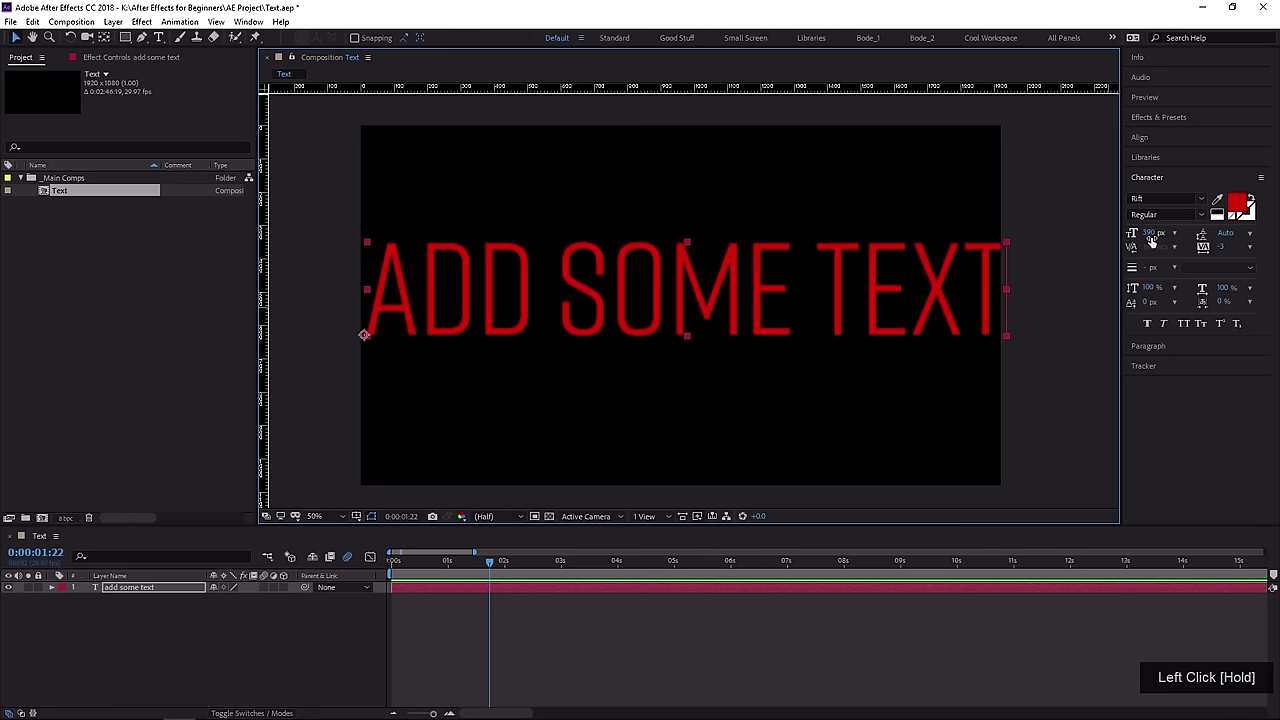 Adobe After Effects CC 2018 - K:\After Effects for Beginners\AE Project\Text.aep *
File Edit Composition Layer Effect Animation View Window Help
Snapping Default Standard Good Stuff Small Screen Libraries Bode_1 Bode_2 Cool Workspace All Panels Search Help
Project Effect Controls add some text
Composition Text
Text
Text
1920 x 1080 (1.00)
Δ 0:02:46:19, 29.97 fps
Name Comment Type
_Main Comps Folder
Text Composi
ADD SOME TEXT
Info
Audio
Preview
Effects & Presets
Align
Libraries
Character
Rift
Regular
390 px Auto
-3
- px
100 % 100 %
0 px 0 %
Paragraph
Tracker
8 bpc
50% 0:00:01:22 (Half) Active Camera 1 View +0.0
Text
0:00:01:22
Layer Name Parent & Link
1 T add some text None
:00s 01s 02s 03s 04s 05s 06s 07s 08s 09s 10s 11s 12s 13s 14s 15s
Toggle Switches / Modes
Left Click [Hold]